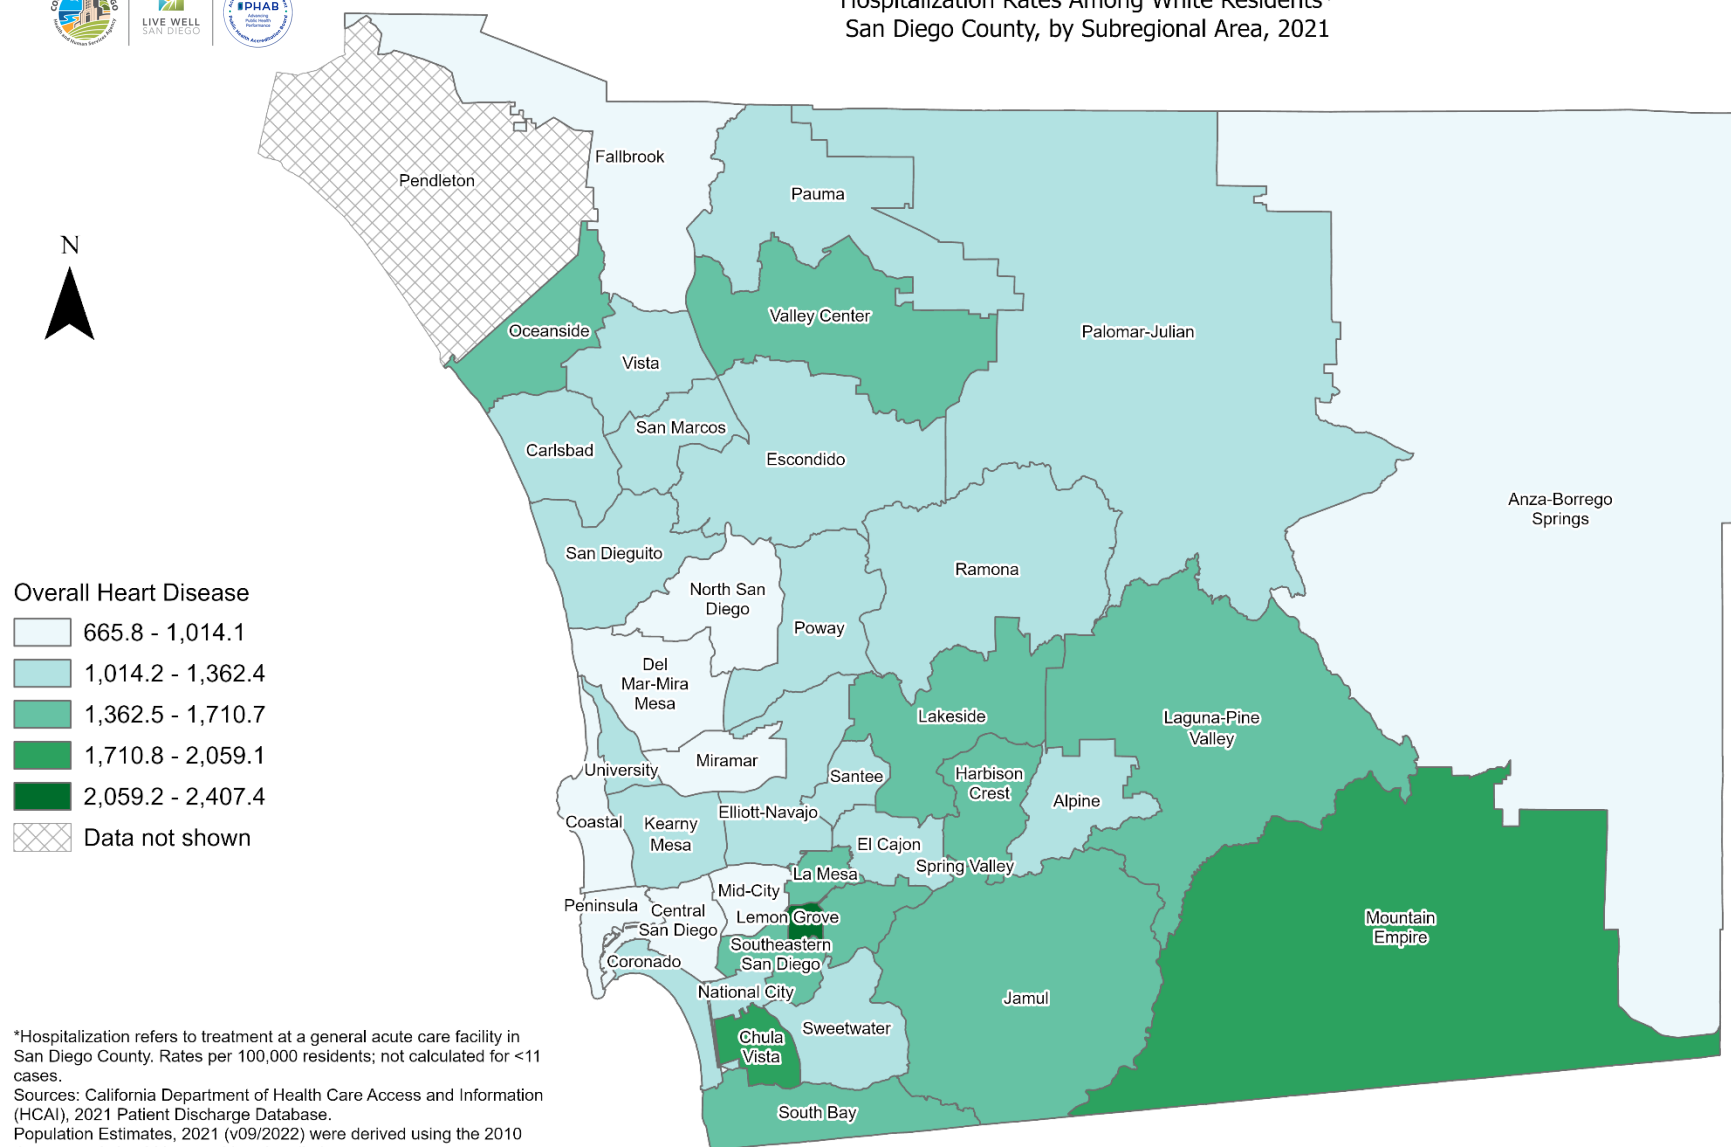 LIVE WELL
SAN DIEGO
PHAB
Advancing
Public Health
Performance
Hospitalization Rates Among White Residents*
San Diego County, by Subregional Area, 2021
N
Pendleton
Fallbrook
Pauma
Oceanside
Valley Center
Palomar-Julian
Vista
San Marcos
Carlsbad
Escondido
Anza-Borrego
Springs
San Dieguito
Ramona
North San
Diego
Poway
Del
Mar-Mira
Mesa
Lakeside
Laguna-Pine
Valley
University
Miramar
Santee
Harbison
Crest
Alpine
Coastal
Kearny
Mesa
Elliott-Navajo
El Cajon
Spring Valley
La Mesa
Mid-City
Peninsula
Central
San Diego
Lemon Grove
Mountain
Empire
Southeastern
San Diego
Coronado
National City
Jamul
Sweetwater
Chula
Vista
South Bay
Overall Heart Disease
665.8 - 1,014.1
1,014.2 - 1,362.4
1,362.5 - 1,710.7
1,710.8 - 2,059.1
2,059.2 - 2,407.4
Data not shown
*Hospitalization refers to treatment at a general acute care facility in
San Diego County. Rates per 100,000 residents; not calculated for <11
cases.
Sources: California Department of Health Care Access and Information
(HCAI), 2021 Patient Discharge Database.
Population Estimates, 2021 (v09/2022) were derived using the 2010